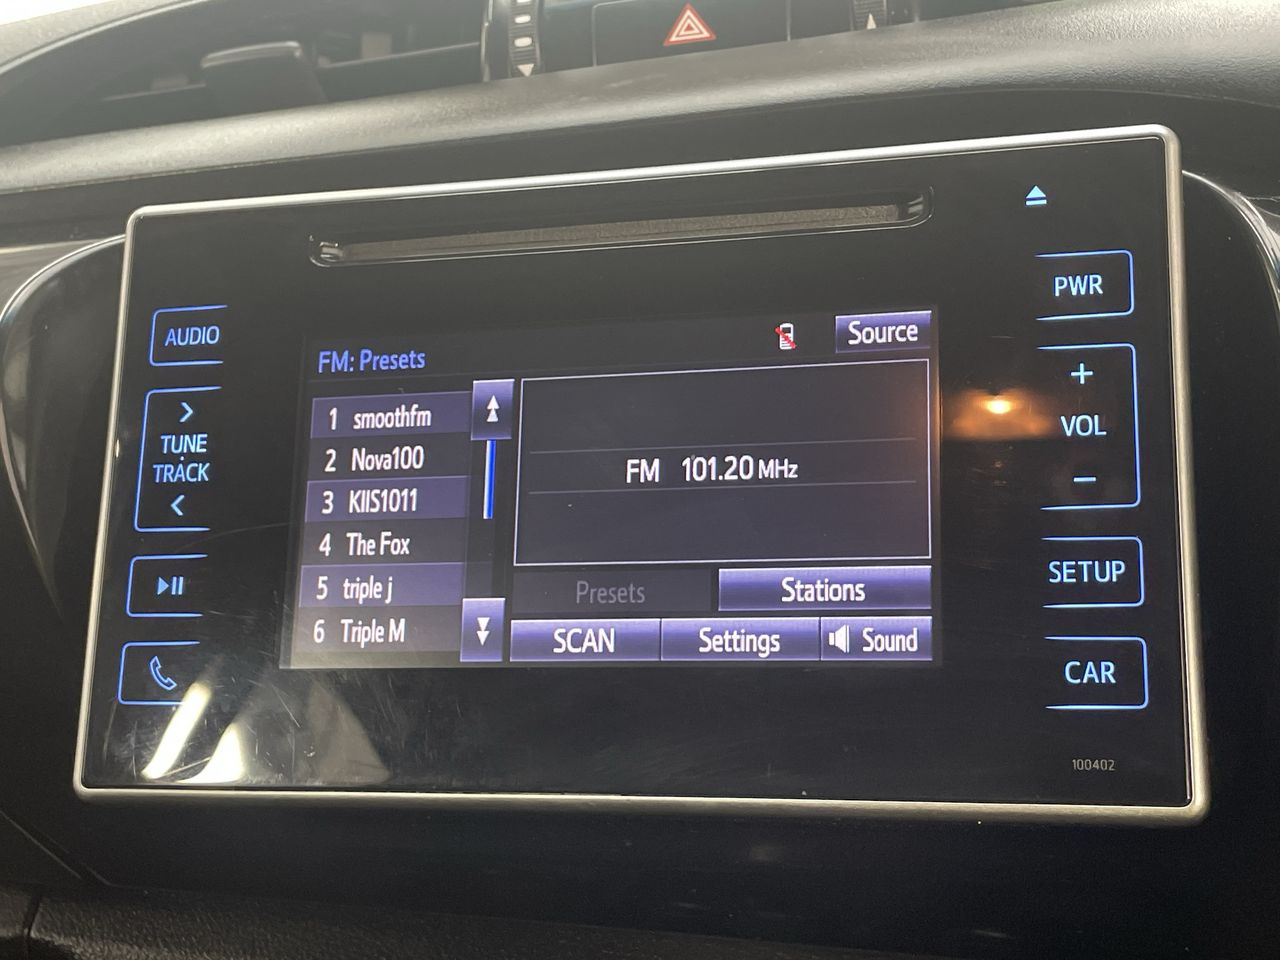 PWR
Source
AUDIO
FM: Presets
+
1 smoothfm
VOL
TUNE
2 Nova100
FM 101.20 MHz
TRACK
-
3 KIIS1011
4 The Fox
SETUP
5 triple j
Presets
Stations
6 Triple M
SCAN
Settings
Sound
CAR
100402